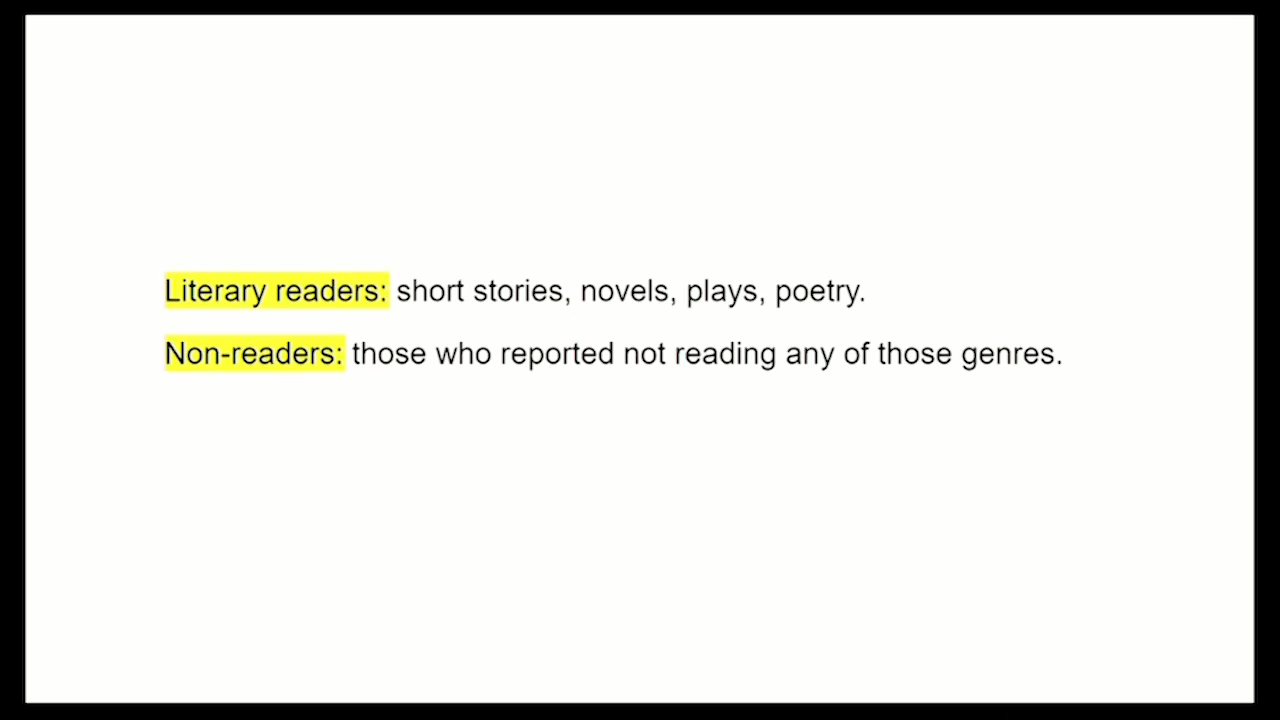 Literary readers: short stories, novels, plays, poetry.
Non-readers: those who reported not reading any of those genres.